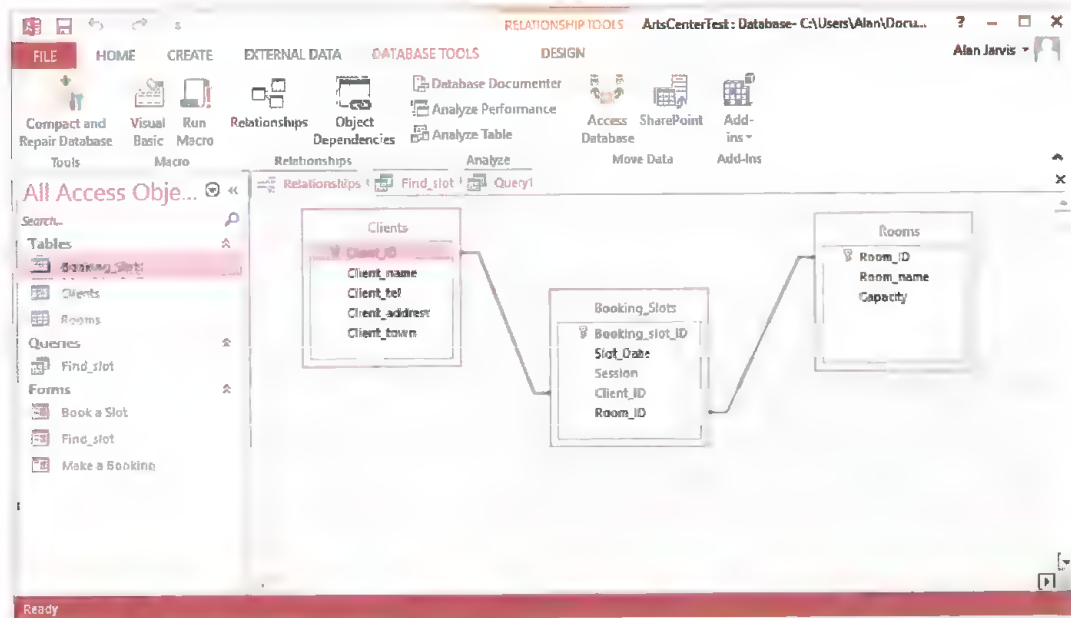 RELATIONSHIP TOOLS ArtsCenterTest : Database- C:\Users\Alan\Docu... ?
FILE HOME CREATE EXTERNAL DATA DATABASE TOOLS DESIGN Alan Jarvis
Compact and Repair Database
Visual Basic
Run Macro
Relationships
Object Dependencies
Database Documenter
Analyze Performance
Analyze Table
Access Database
SharePoint
Add-ins
Tools Macro Relationships Analyze Move Data Add-Ins
All Access Obje...
Search...
Tables
Booking_Slots
Clients
Rooms
Queries
Find_slot
Forms
Book a Slot
Find_slot
Make a Booking
Relationships Find_slot Query1
Clients
Client_ID
Client_name
Client_tel
Client_address
Client_town
Booking_Slots
Booking_slot_ID
Slot_Date
Session
Client_ID
Room_ID
Rooms
Room_ID
Room_name
Capacity
Ready